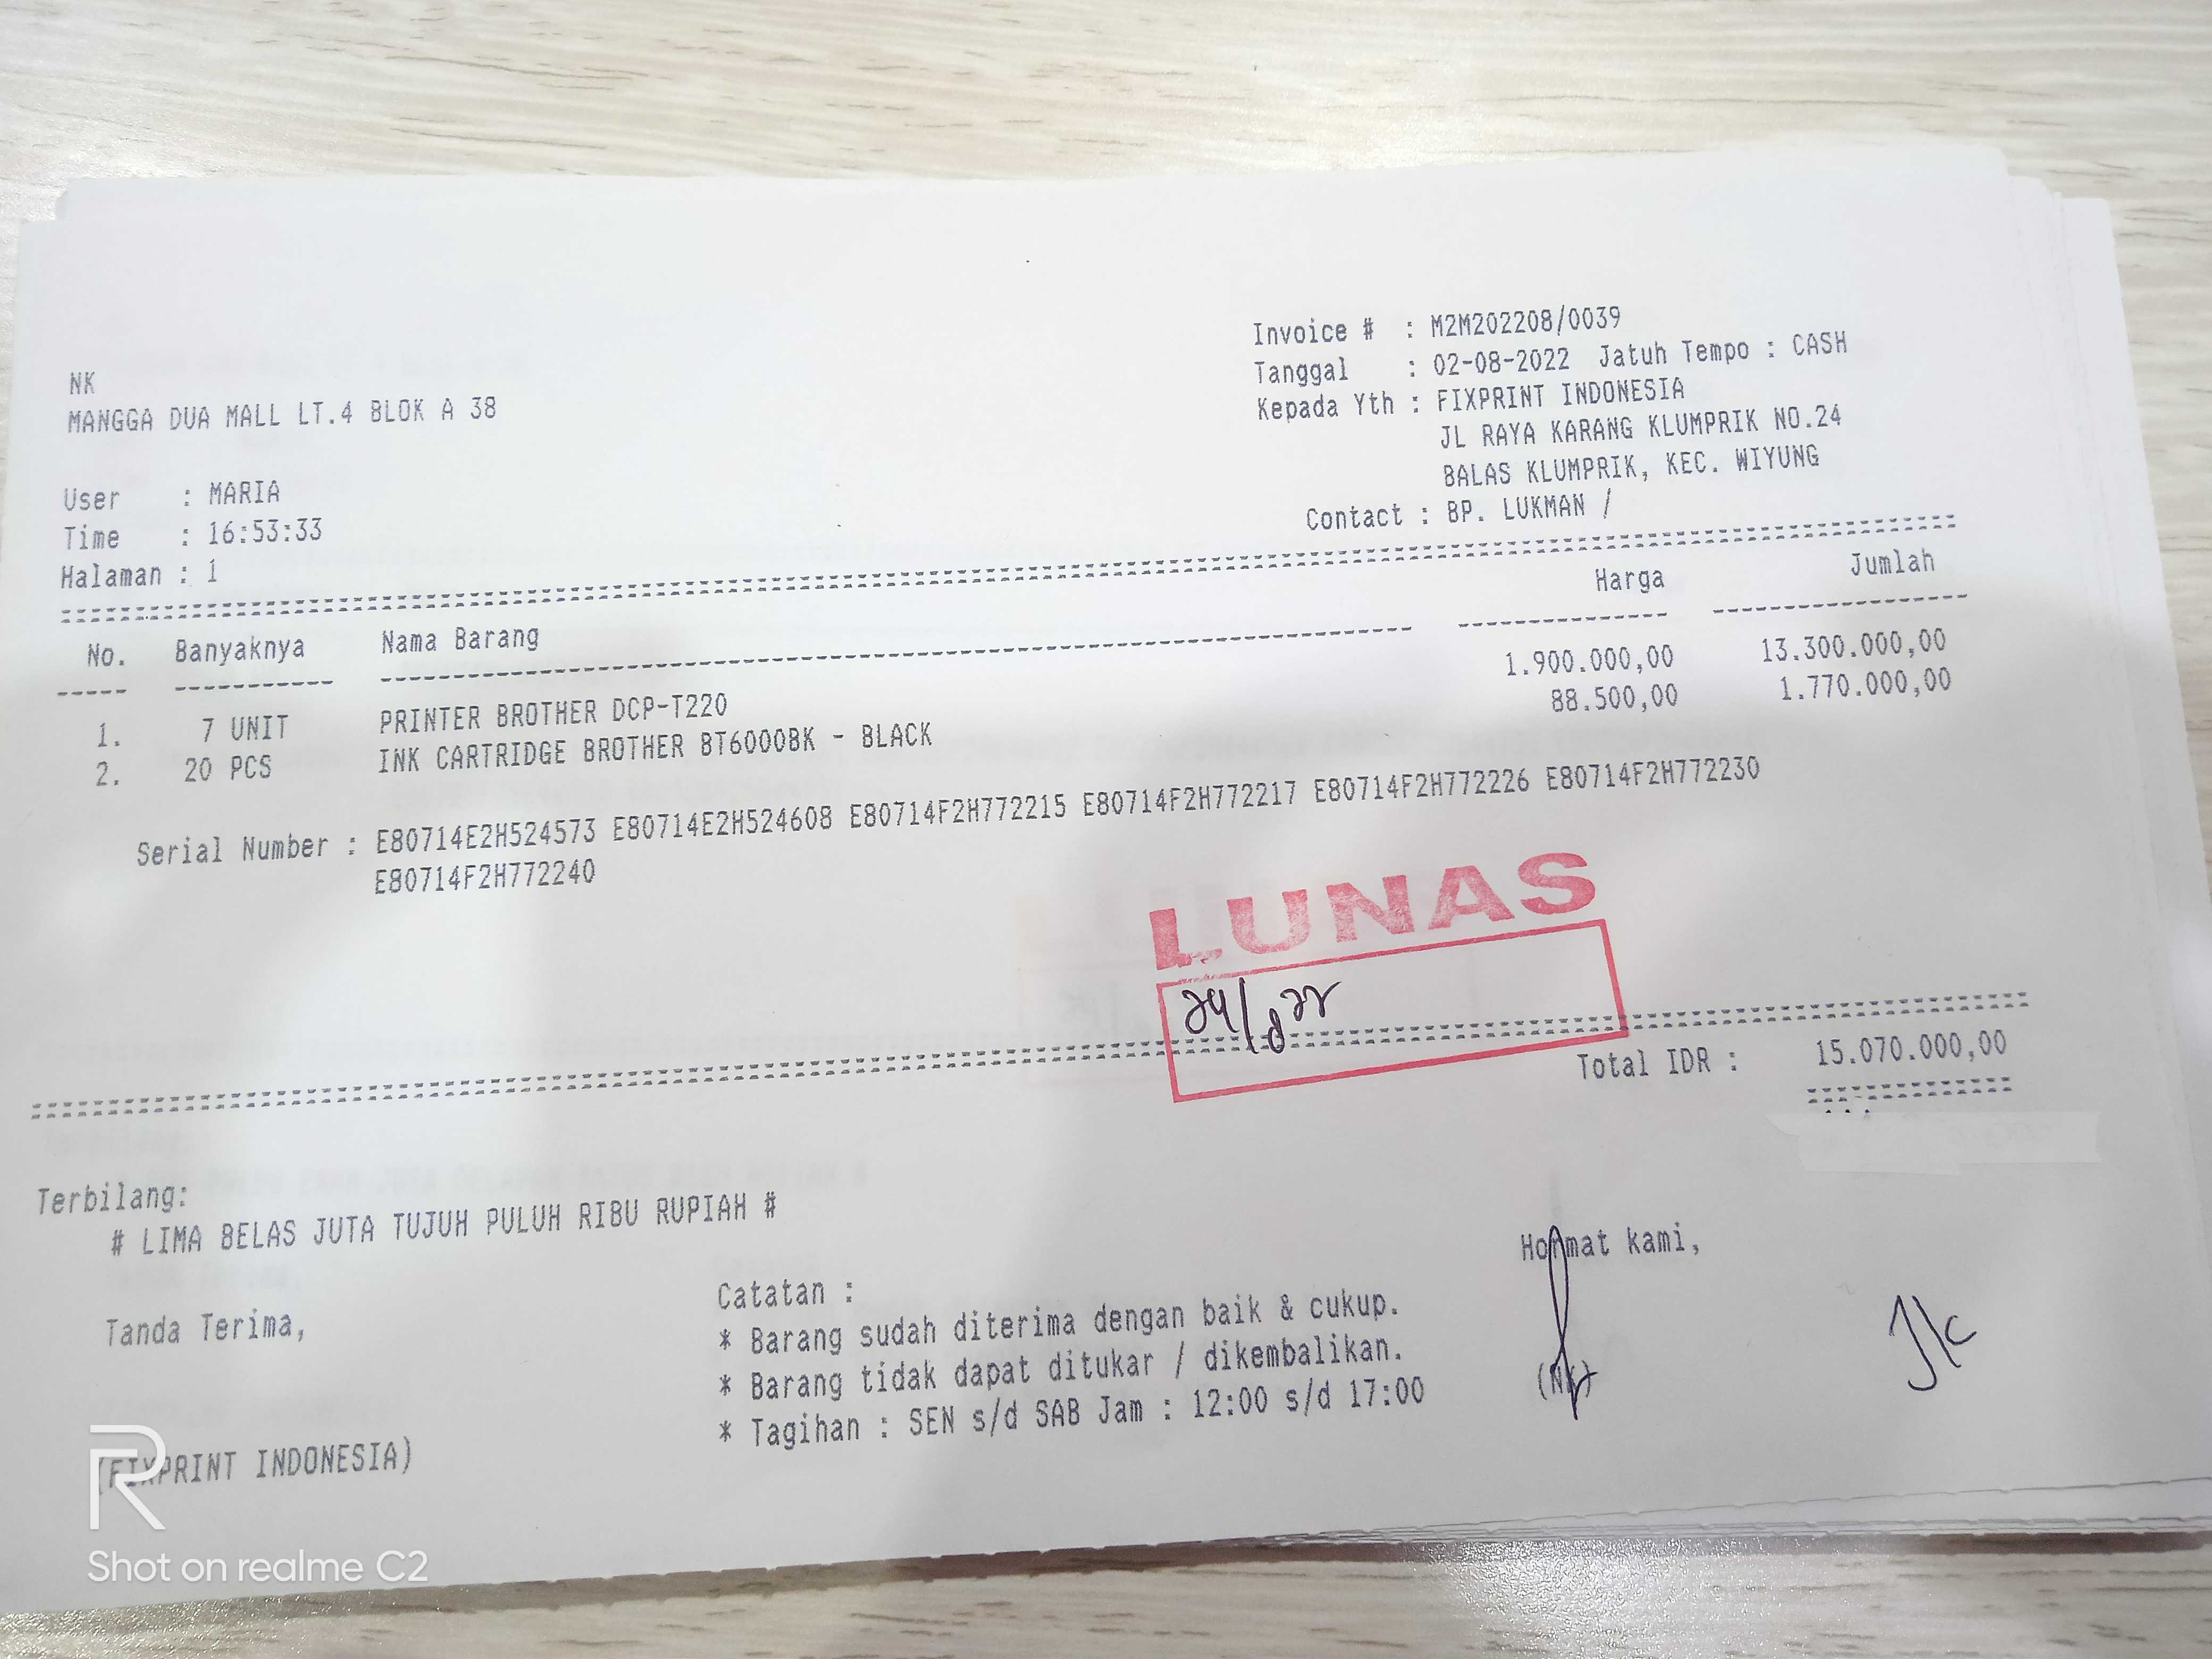 Invoice # : M2M202208/0039
Tanggal : 02-08-2022 Jatuh Tempo : CASH
Kepada Yth : FIXPRINT INDONESIA
JL RAYA KARANG KLUMPRIK NO.24
BALAS KLUMPRIK, KEC. WIYUNG
Contact : BP. LUKMAN /
NK
MANGGA DUA MALL LT.4 BLOK A 38
User : MARIA
Time : 16:53:33
Halaman : 1
No. Banyaknya Nama Barang Harga Jumlah
1. 7 UNIT PRINTER BROTHER DCP-T220 1.900.000,00 13.300.000,00
2. 20 PCS INK CARTRIDGE BROTHER BT6000BK - BLACK 88.500,00 1.770.000,00
Serial Number : E80714E2H524573 E80714E2H524608 E80714F2H772215 E80714F2H772217 E80714F2H772226 E80714F2H772230
E80714F2H772240
LUNAS
Total IDR : 15.070.000,00
Terbilang:
# LIMA BELAS JUTA TUJUH PULUH RIBU RUPIAH #
Tanda Terima,
(FIXPRINT INDONESIA)
Catatan :
* Barang sudah diterima dengan baik & cukup.
* Barang tidak dapat ditukar / dikembalikan.
* Tagihan : SEN s/d SAB Jam : 12:00 s/d 17:00
Hormat kami,
(NK)
Shot on realme C2